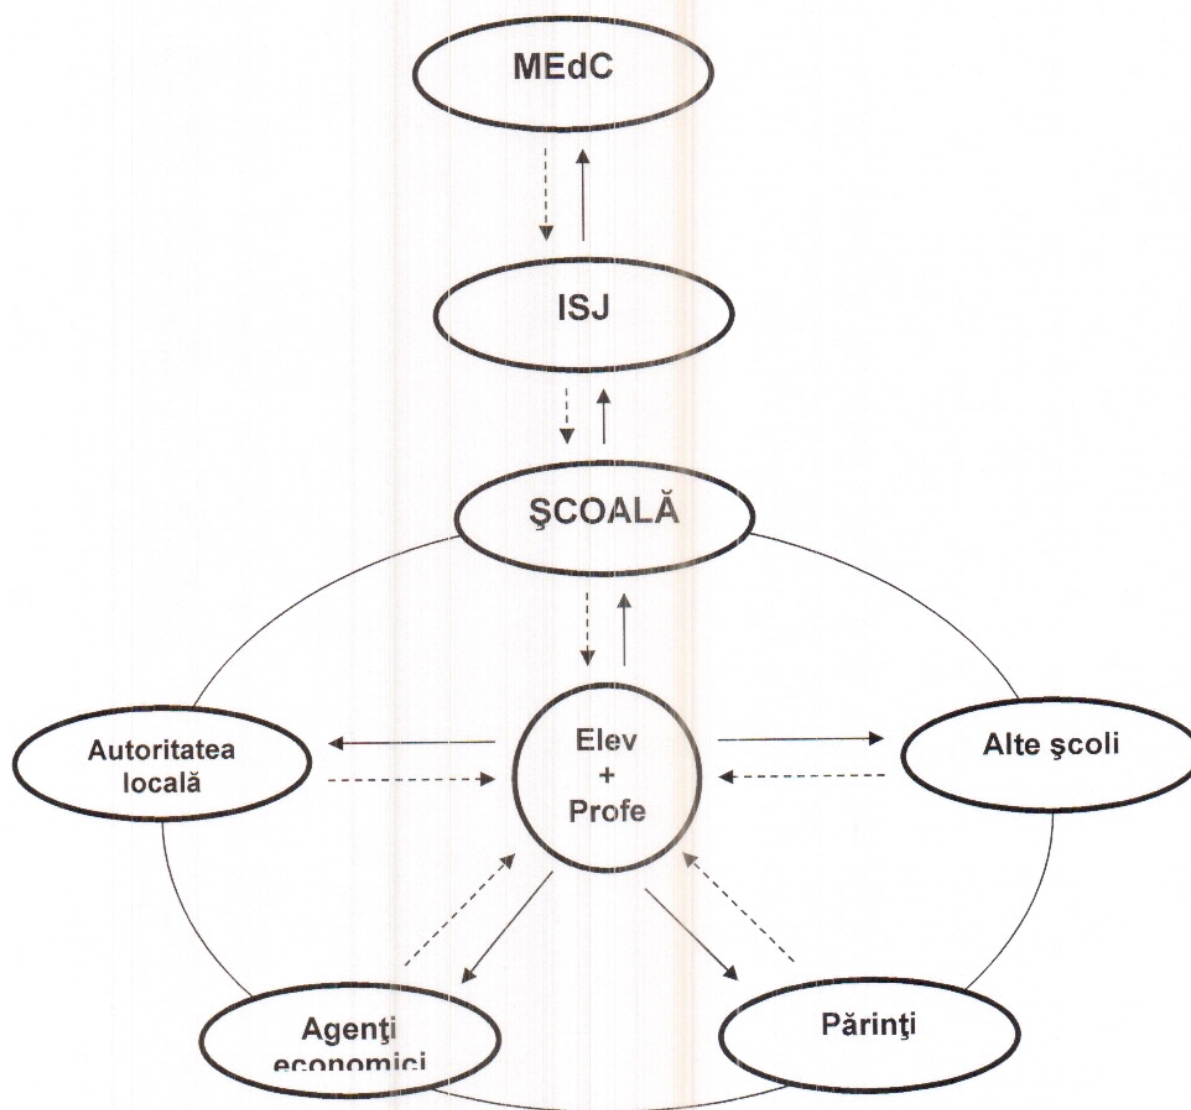 MEdC
ISJ
ŞCOALĂ
Autoritatea
locală
Elev
+
Profe
Alte şcoli
Agenţi
economici
Părinţi